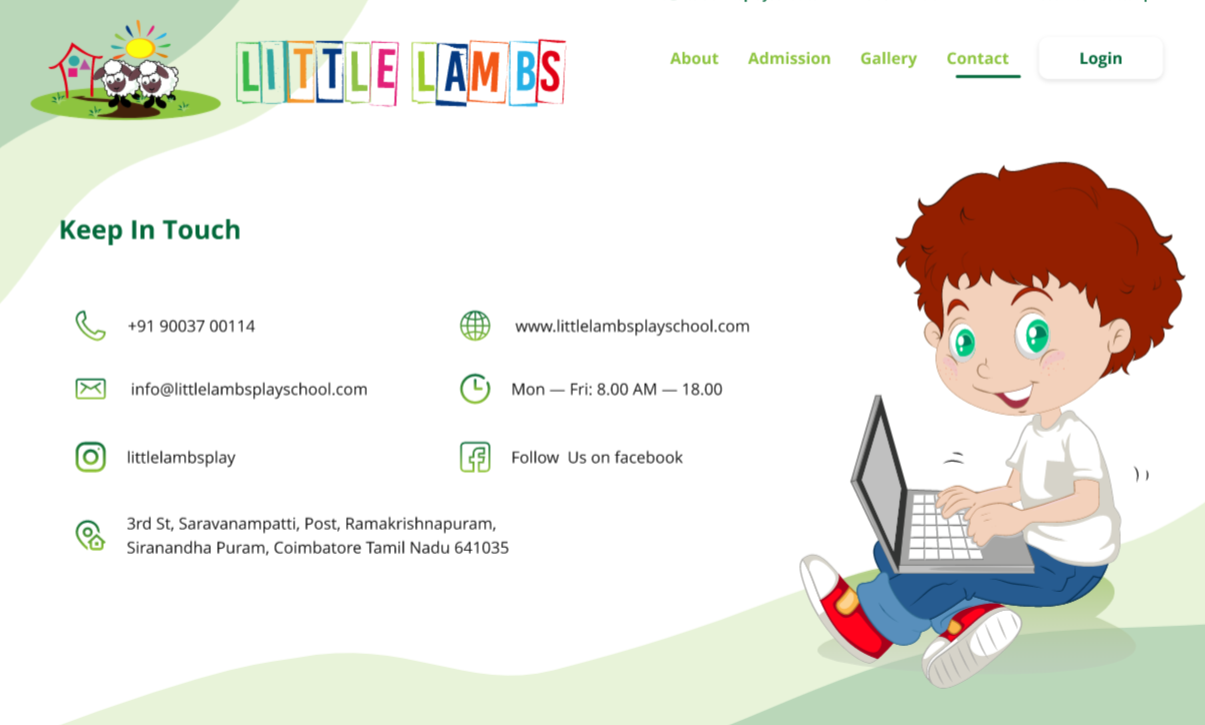 LITTLE LAMBS
About Admission Gallery Contact Login
Keep In Touch
+91 90037 00114
www.littlelambsplayschool.com
info@littlelambsplayschool.com
Mon — Fri: 8.00 AM — 18.00
littlelambsplay
Follow Us on facebook
3rd St, Saravanampatti, Post, Ramakrishnapuram,
Siranandha Puram, Coimbatore Tamil Nadu 641035